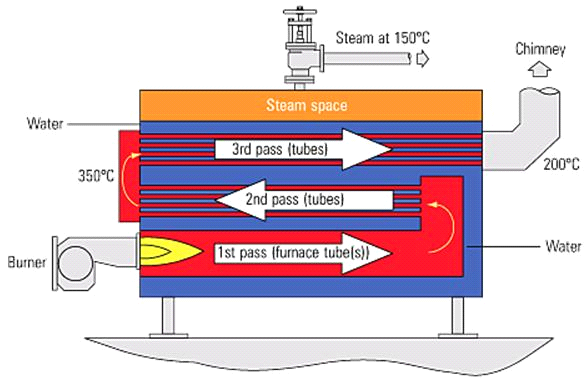 Steam at 150°C
Chimney
Steam space
Water
3rd pass (tubes)
350°C
200°C
2nd pass (tubes)
1st pass (furnace tube(s))
Water
Burner